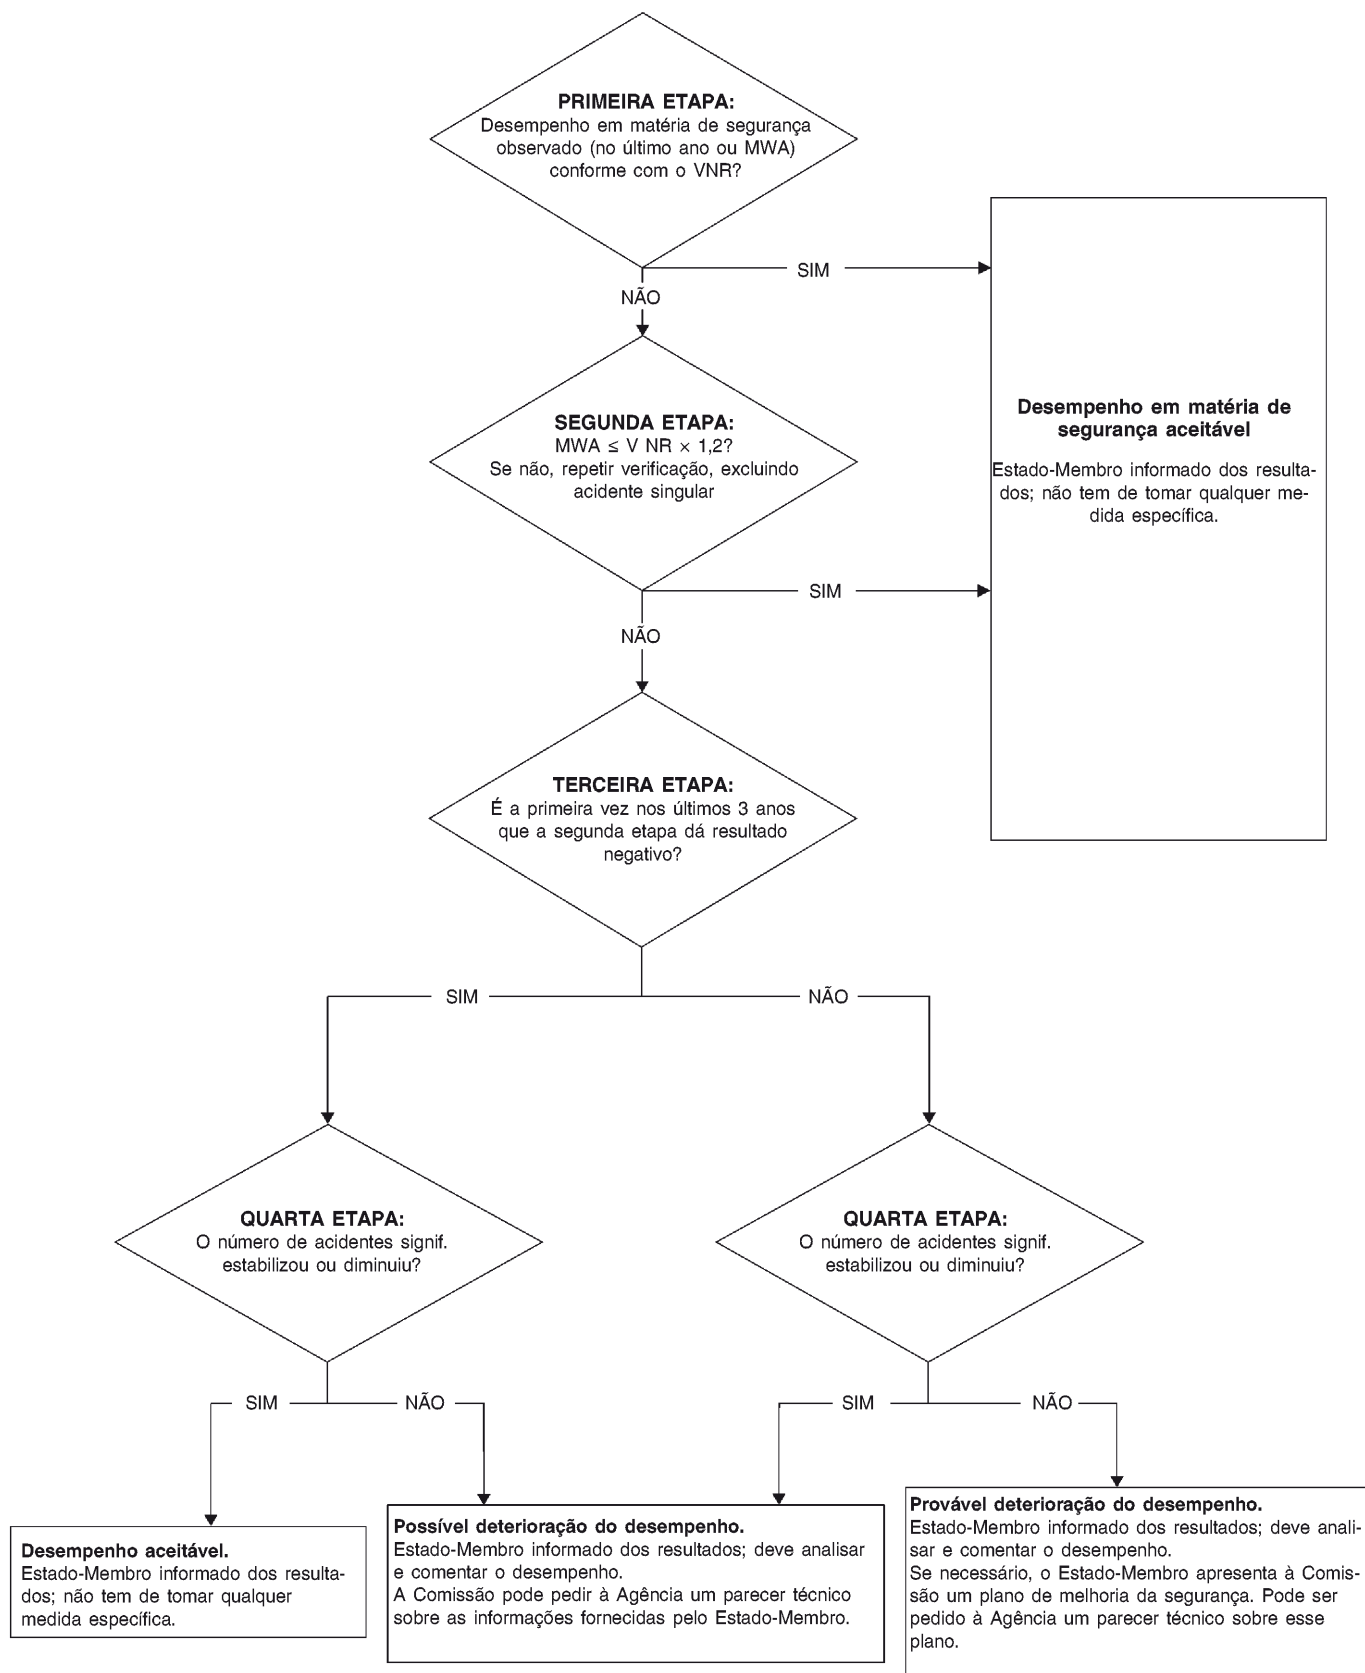 PRIMEIRA ETAPA:
Desempenho em matéria de segurança
observado (no último ano ou MWA)
conforme com o VNR?
SIM
NÃO
SEGUNDA ETAPA:
MWA ≤ V NR × 1,2?
Se não, repetir verificação, excluindo
acidente singular
Desempenho em matéria de
segurança aceitável
Estado-Membro informado dos resulta-
dos; não tem de tomar qualquer me-
dida específica.
SIM
NÃO
TERCEIRA ETAPA:
É a primeira vez nos últimos 3 anos
que a segunda etapa dá resultado
negativo?
SIM
NÃO
QUARTA ETAPA:
O número de acidentes signif.
estabilizou ou diminuiu?
QUARTA ETAPA:
O número de acidentes signif.
estabilizou ou diminuiu?
SIM
NÃO
SIM
NÃO
Desempenho aceitável.
Estado-Membro informado dos resulta-
dos; não tem de tomar qualquer
medida específica.
Possível deterioração do desempenho.
Estado-Membro informado dos resultados; deve analisar
e comentar o desempenho.
A Comissão pode pedir à Agência um parecer técnico
sobre as informações fornecidas pelo Estado-Membro.
Provável deterioração do desempenho.
Estado-Membro informado dos resultados; deve anali-
sar e comentar o desempenho.
Se necessário, o Estado-Membro apresenta à Comis-
são um plano de melhoria da segurança. Pode ser
pedido à Agência um parecer técnico sobre esse
plano.